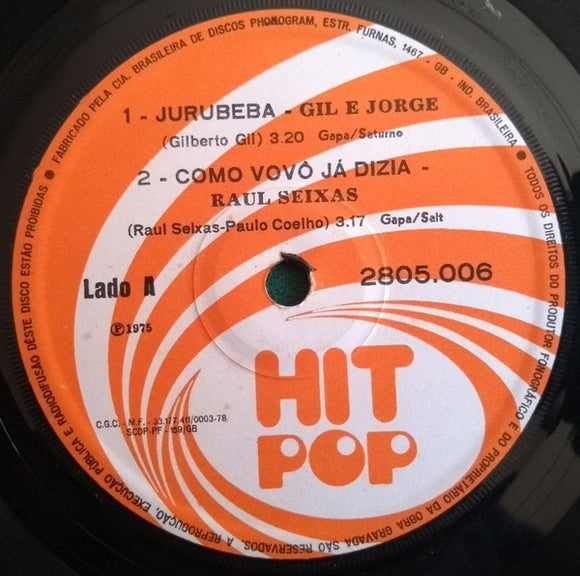 FABRICADO PELA CIA. BRASILEIRA DE DISCOS PHONOGRAM, ESTR. FURNAS, 1467 - GB - IND. BRASILEIRA • TODOS OS DIREITOS DO PRODUTOR FONOGRÁFICO E DO PROPRIETÁRIO DA OBRA GRAVADA SÃO RESERVADOS. A REPRODUÇÃO, EXECUÇÃO PÚBLICA E RADIODIFUSÃO DESTE DISCO ESTÃO PROIBIDAS •
1 - JURUBEBA - GIL E JORGE
(Gilberto Gil) 3.20 Gapa/Saturno
2 - COMO VOVÔ JÁ DIZIA -
RAUL SEIXAS
(Raul Seixas-Paulo Coelho) 3.17 Gapa/Salt
Lado A
2805.006
℗ 1975
HIT
POP
C.G.C. - M.F. - 33.177.411/0003-78
SCDP-PF - 159/GB